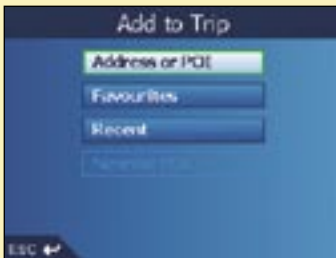 Add to Trip
Address or POI
Favourites
Recent
ESC